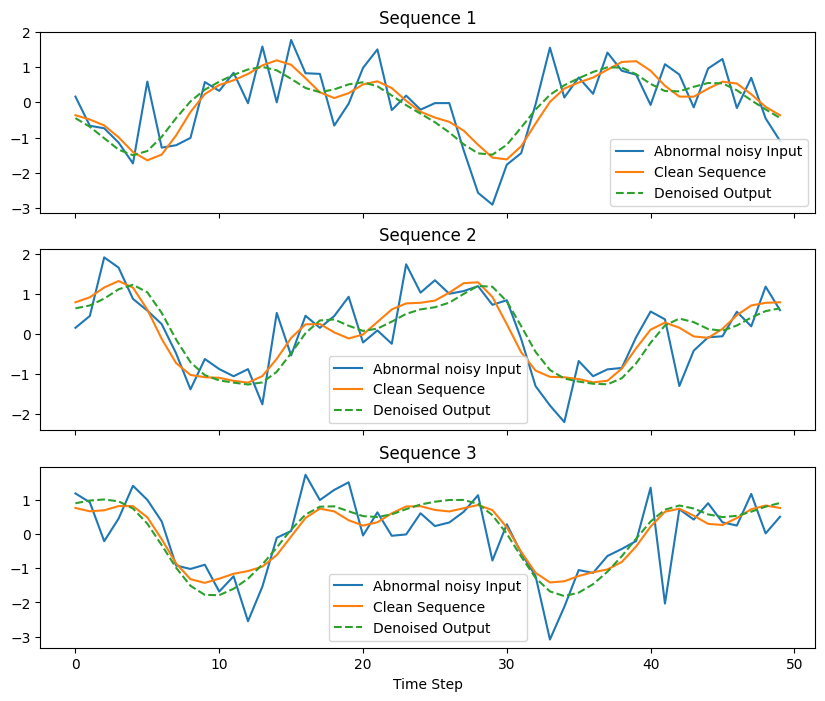 Sequence 1
2
1
0
−1
−2
−3
Abnormal noisy Input
Clean Sequence
Denoised Output
Sequence 2
2
1
0
−1
−2
Abnormal noisy Input
Clean Sequence
Denoised Output
Sequence 3
1
0
−1
−2
−3
Abnormal noisy Input
Clean Sequence
Denoised Output
0 10 20 30 40 50
Time Step